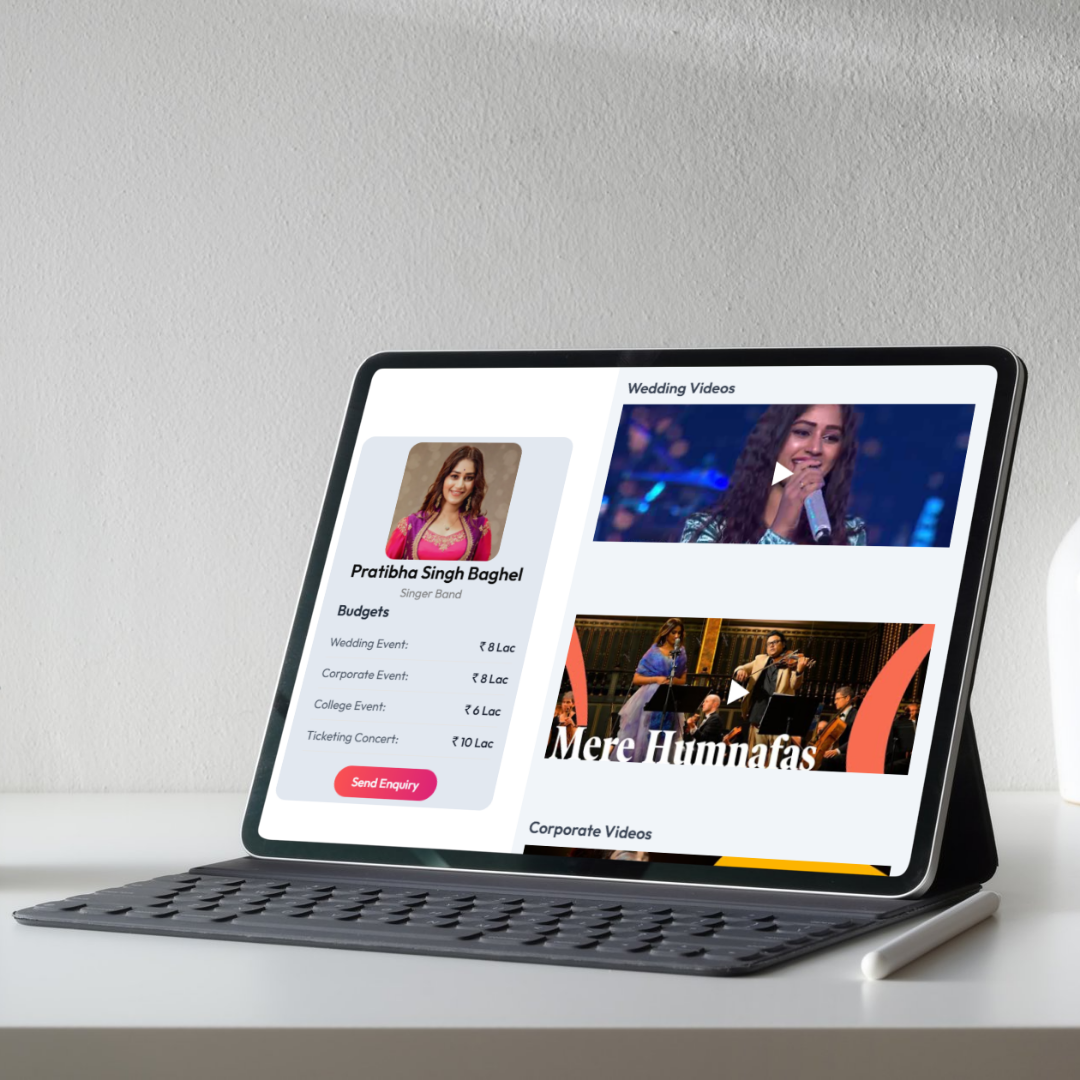 Pratibha Singh Baghel
Singer Band
Budgets
Wedding Event: ₹ 8 Lac
Corporate Event: ₹ 8 Lac
College Event: ₹ 6 Lac
Ticketing Concert: ₹ 10 Lac
Send Enquiry
Wedding Videos
Mere Humnafas
Corporate Videos